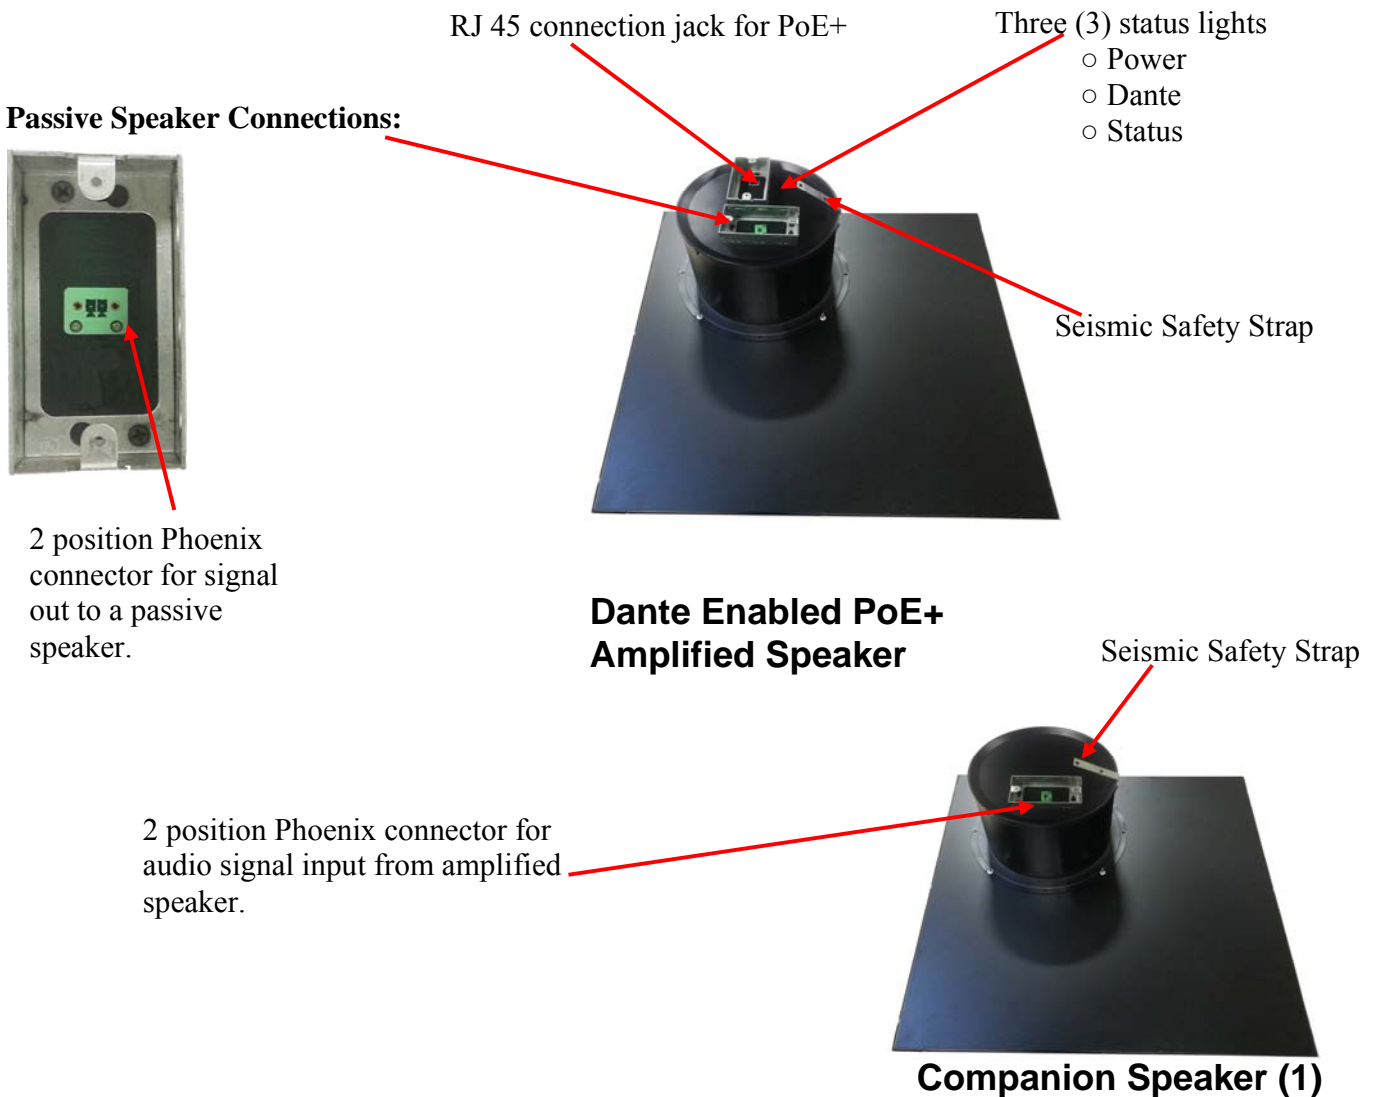 RJ 45 connection jack for PoE+
Three (3) status lights
○ Power
○ Dante
○ Status
Passive Speaker Connections:
Seismic Safety Strap
2 position Phoenix
connector for signal
out to a passive
speaker.
Dante Enabled PoE+
Amplified Speaker
Seismic Safety Strap
2 position Phoenix connector for
audio signal input from amplified
speaker.
Companion Speaker (1)